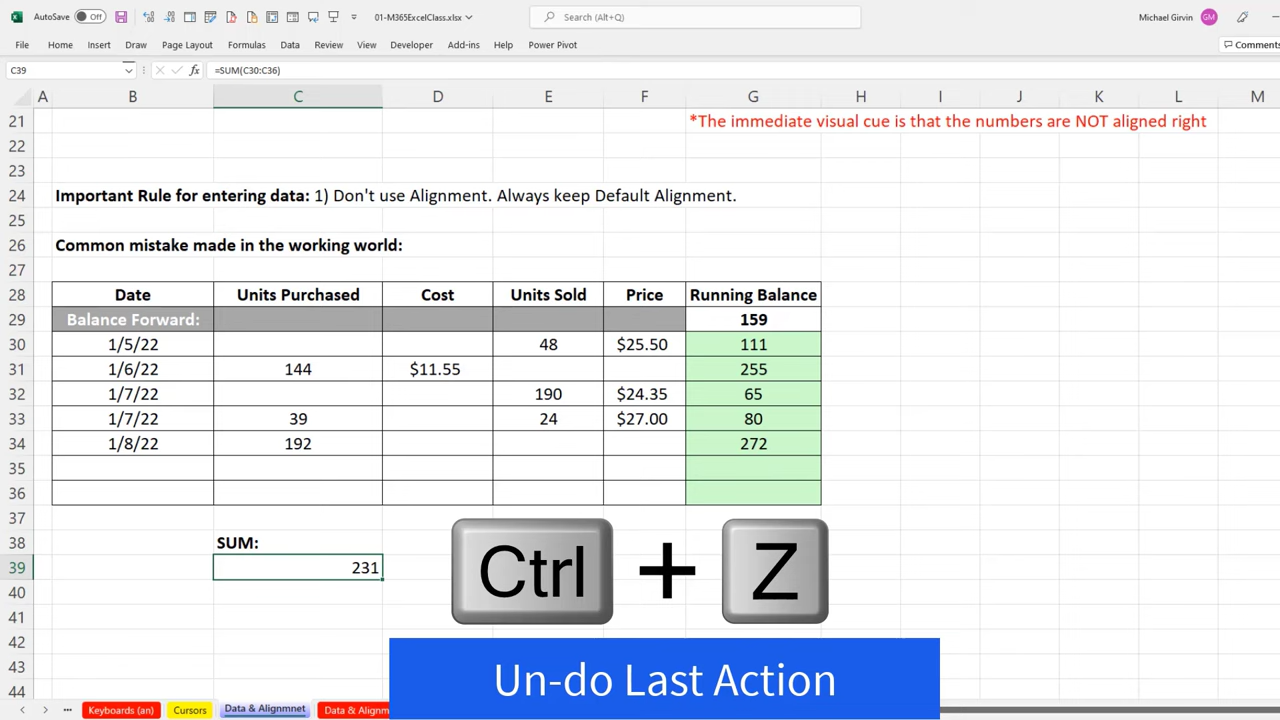 AutoSave Off 01-M365ExcelClass.xlsx Search (Alt+Q) Michael Girvin GM
File Home Insert Draw Page Layout Formulas Data Review View Developer Add-ins Help Power Pivot Comments
C39 fx =SUM(C30:C36)
A B C D E F G H I J K L M
21 *The immediate visual cue is that the numbers are NOT aligned right
22
23
24 Important Rule for entering data: 1) Don't use Alignment. Always keep Default Alignment.
25
26 Common mistake made in the working world:
27
28 Date Units Purchased Cost Units Sold Price Running Balance
29 Balance Forward: 159
30 1/5/22 48 $25.50 111
31 1/6/22 144 $11.55 255
32 1/7/22 190 $24.35 65
33 1/7/22 39 24 $27.00 80
34 1/8/22 192 272
35
36
37
38 SUM:
39 231
40
41
42
43
44
Ctrl + Z
Un-do Last Action
Keyboards (an) Cursors Data & Alignmnet Data & Alignm